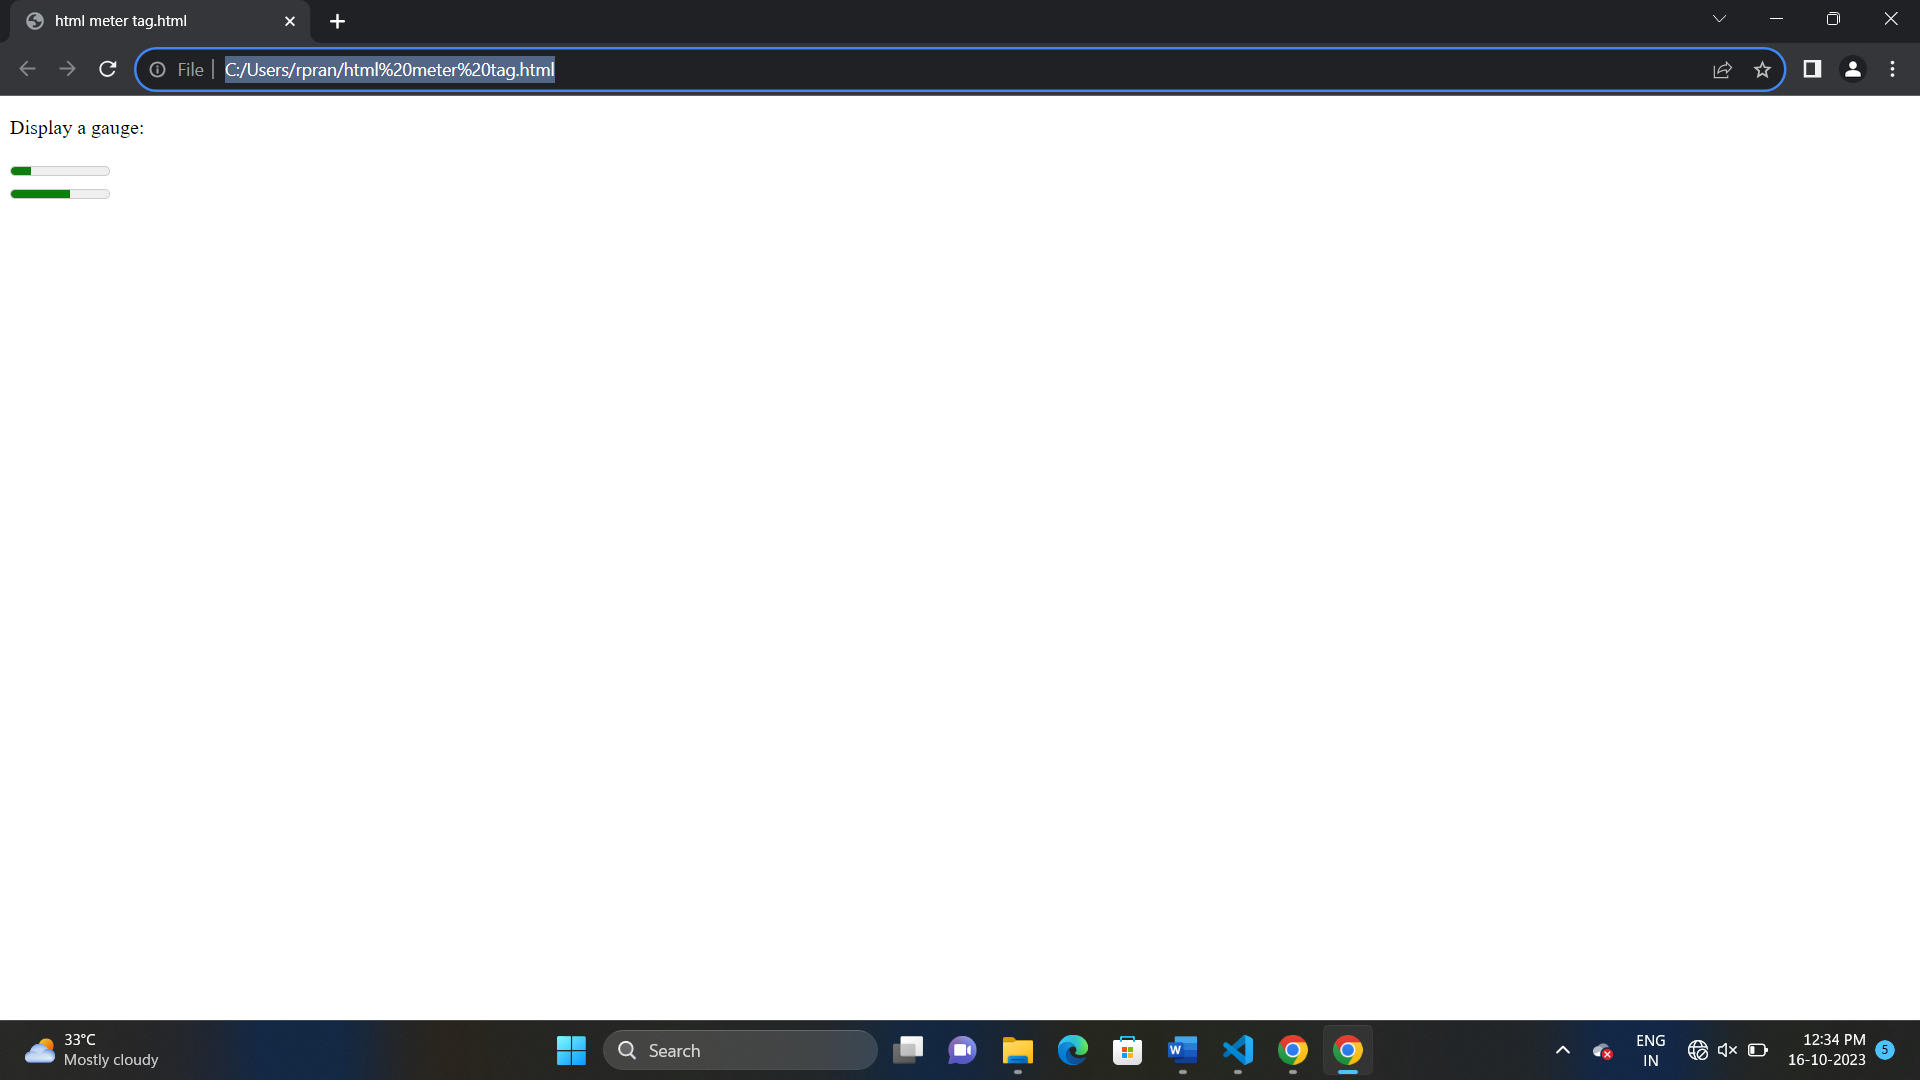 html meter tag.html
File C:/Users/rpran/html%20meter%20tag.html
Display a gauge:
33°C
Mostly cloudy
Search
W
ENG
IN
12:34 PM
16-10-2023
5